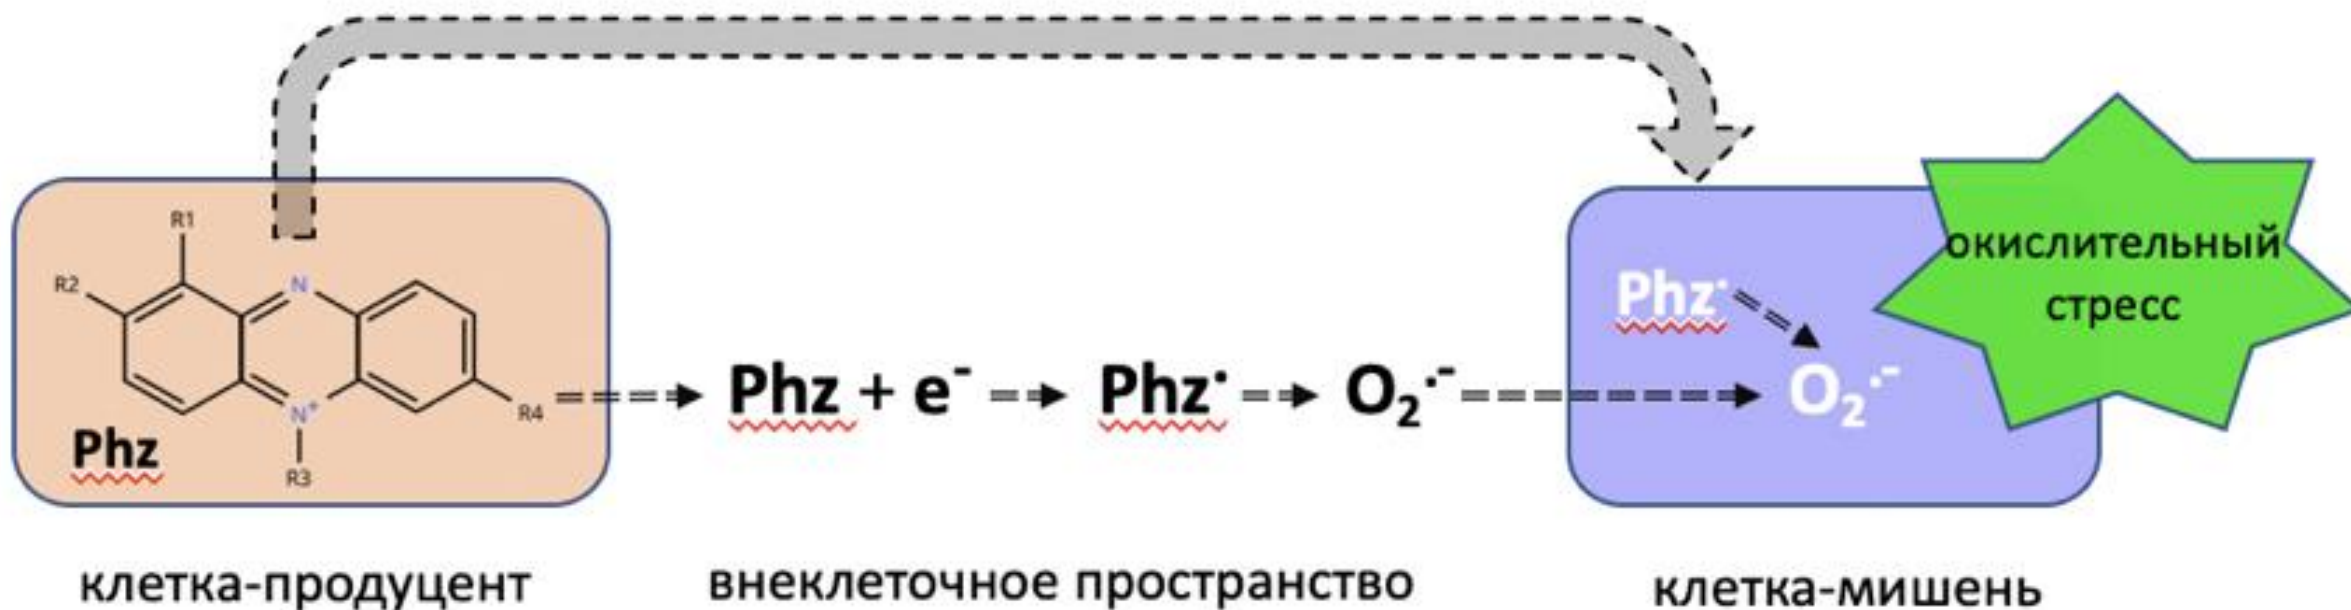 R1
R2
N
N⁺
R3
R4
Phz
Phz + e⁻
Phz·
O₂·⁻
Phz·
O₂·⁻
окислительный
стресс
клетка-продуцент
внеклеточное пространство
клетка-мишень